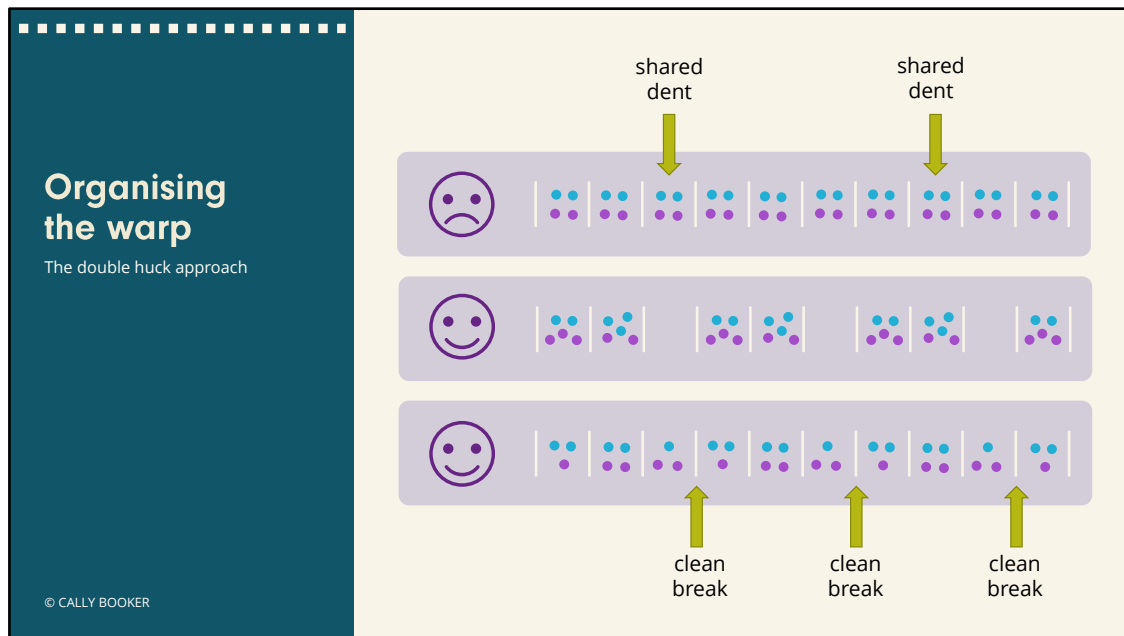 Organising
the warp
The double huck approach
© CALLY BOOKER
shared
dent
shared
dent
clean
break
clean
break
clean
break